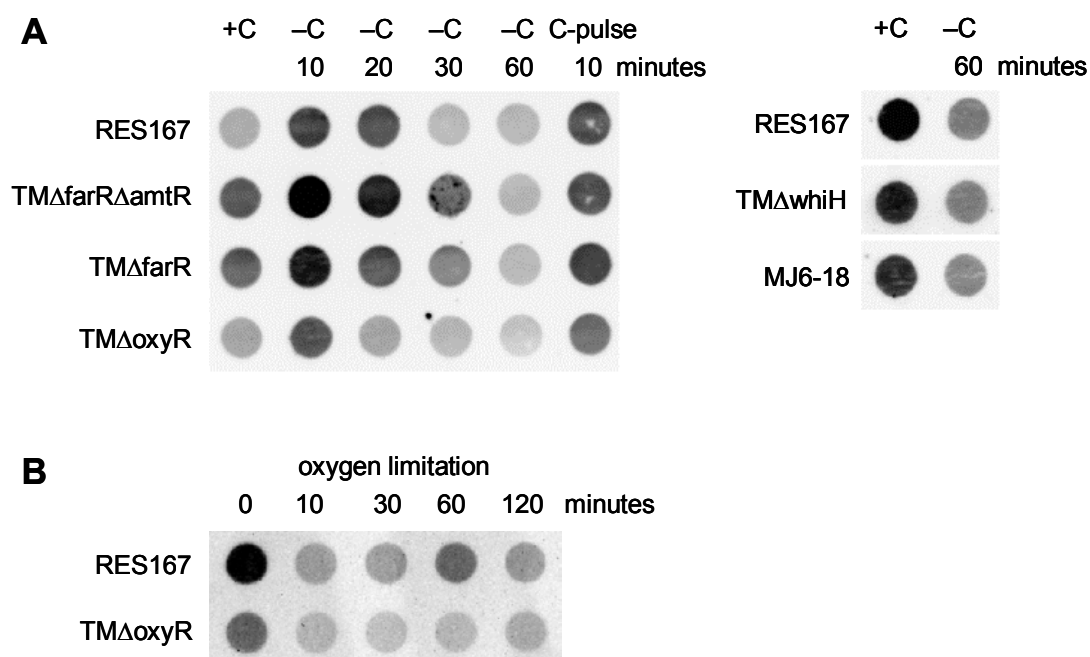 A
+C –C –C –C –C C-pulse
10 20 30 60 10 minutes
RES167
TMΔfarRΔamtR
TMΔfarR
TMΔoxyR
+C –C
60 minutes
RES167
TMΔwhiH
MJ6-18
B
oxygen limitation
0 10 30 60 120 minutes
RES167
TMΔoxyR